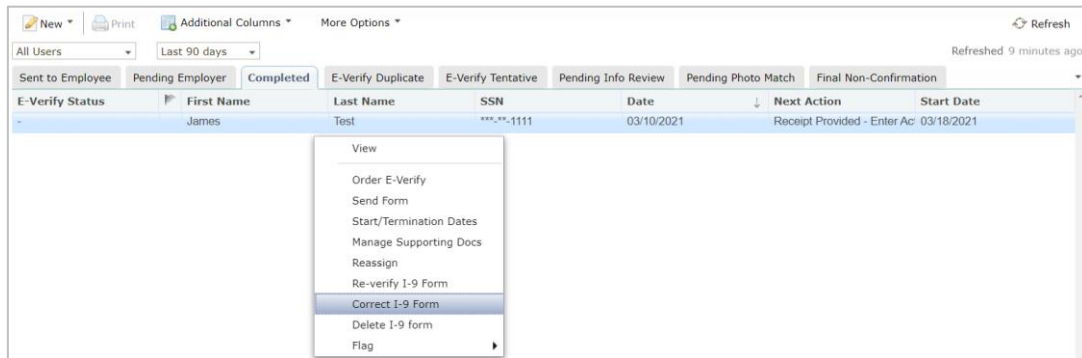 New Print Additional Columns More Options Refresh
All Users Last 90 days Refreshed 9 minutes ago
Sent to Employee Pending Employer Completed E-Verify Duplicate E-Verify Tentative Pending Info Review Pending Photo Match Final Non-Confirmation
E-Verify Status First Name Last Name SSN Date ↓ Next Action Start Date
- James Test ***-**-1111 03/10/2021 Receipt Provided - Enter Ac 03/18/2021
View
Order E-Verify
Send Form
Start/Termination Dates
Manage Supporting Docs
Reassign
Re-verify I-9 Form
Correct I-9 Form
Delete I-9 form
Flag